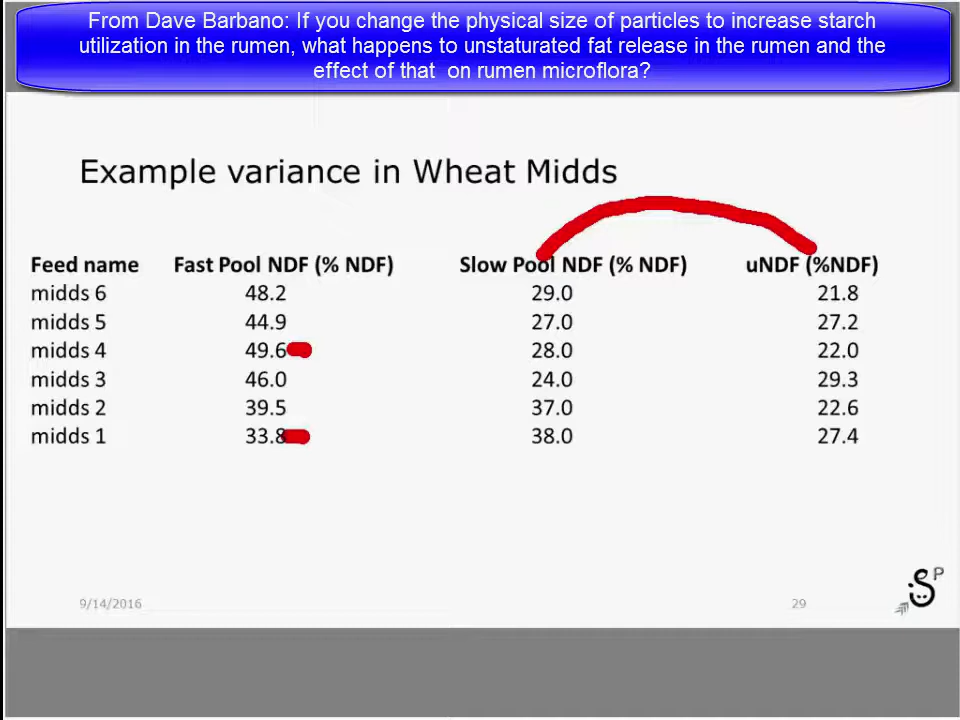 From Dave Barbano: If you change the physical size of particles to increase starch
utilization in the rumen, what happens to unstaturated fat release in the rumen and the
effect of that on rumen microflora?
Example variance in Wheat Midds
Feed name Fast Pool NDF (% NDF) Slow Pool NDF (% NDF) uNDF (%NDF)
midds 6 48.2 29.0 21.8
midds 5 44.9 27.0 27.2
midds 4 49.6 28.0 22.0
midds 3 46.0 24.0 29.3
midds 2 39.5 37.0 22.6
midds 1 33.8 38.0 27.4
9/14/2016 29
S P